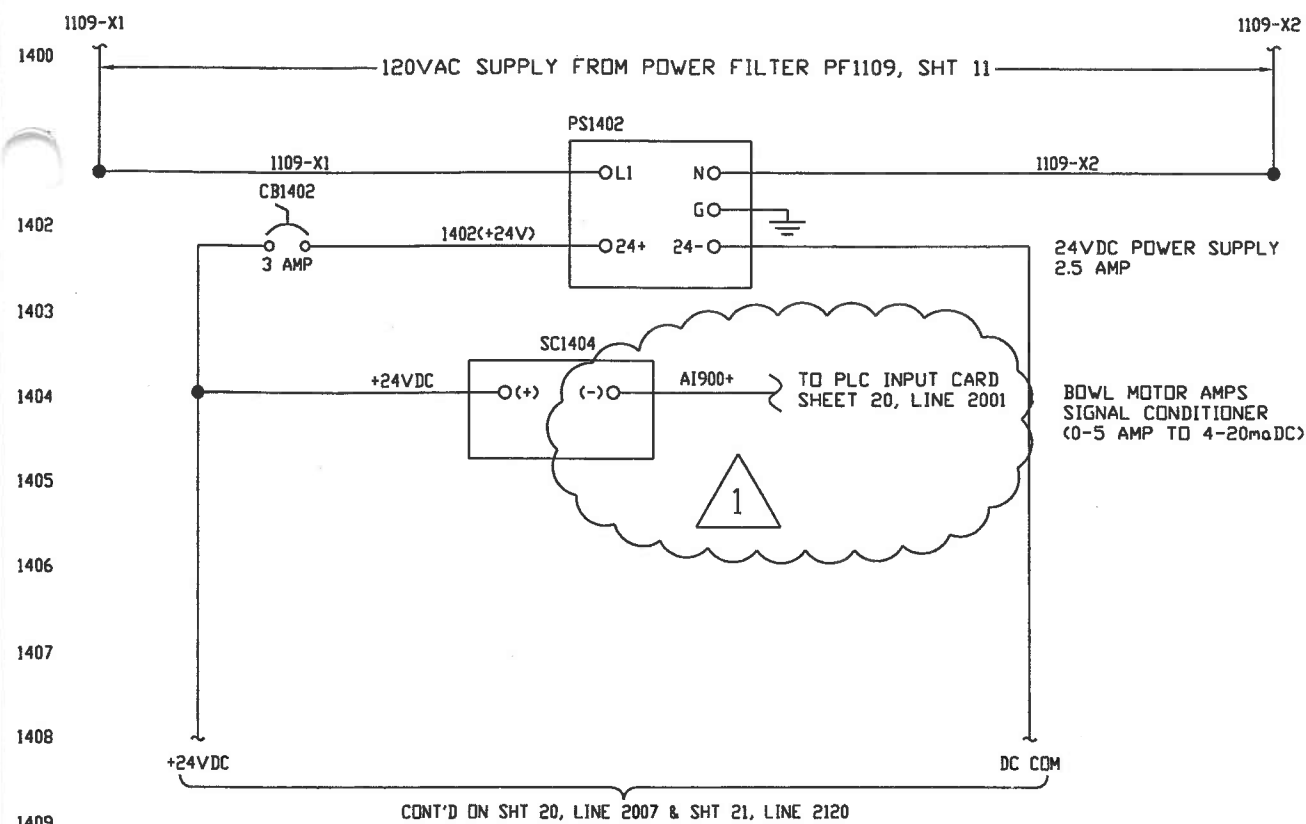 1109-X1
1109-X2
1400
120VAC SUPPLY FROM POWER FILTER PF1109, SHT 11
PS1402
1109-X1
L1
N
1109-X2
CB1402
G
1402
1402(+24V)
24+
24-
24VDC POWER SUPPLY
2.5 AMP
3 AMP
1403
SC1404
1404
+24VDC
(+)
(-)
AI900+
TO PLC INPUT CARD
SHEET 20, LINE 2001
BOWL MOTOR AMPS
SIGNAL CONDITIONER
(0-5 AMP TO 4-20maDC)
1405
1
1406
1407
1408
+24VDC
DC COM
CONT'D ON SHT 20, LINE 2007 & SHT 21, LINE 2120
1409